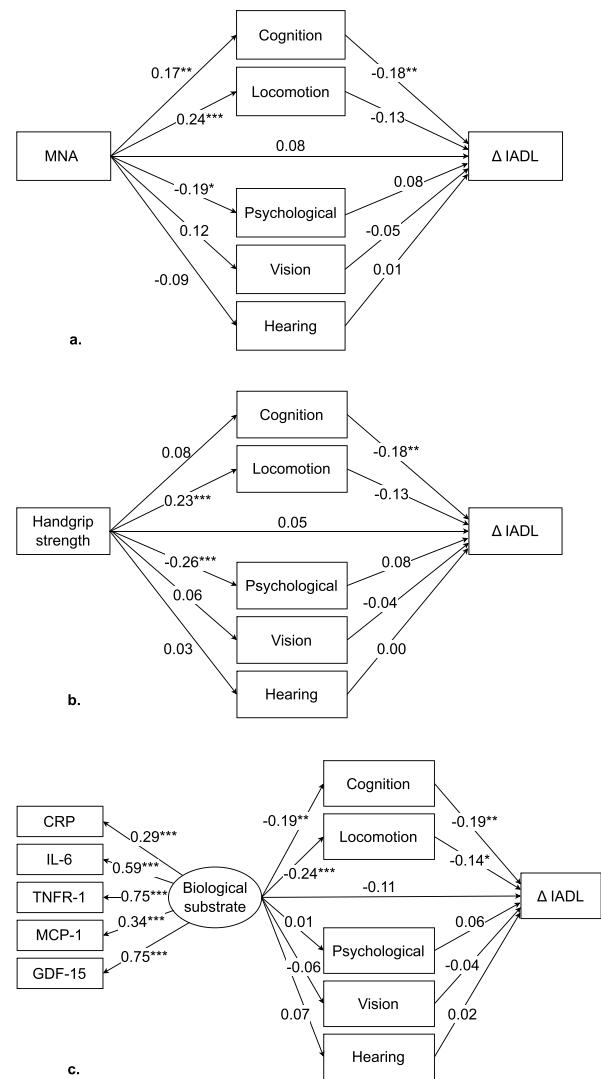 Cognition
0.17**
-0.18**
Locomotion
0.24***
-0.13
MNA
0.08
Δ IADL
-0.19*
0.08
Psychological
0.12
-0.05
Vision
-0.09
0.01
Hearing
a.
Cognition
0.08
-0.18**
Locomotion
0.23***
-0.13
Handgrip
strength
0.05
Δ IADL
-0.26***
0.08
Psychological
0.06
-0.04
Vision
0.03
0.00
Hearing
b.
Cognition
-0.19**
-0.19**
CRP
Locomotion
0.29***
-0.14*
IL-6
0.59***
-0.24***
TNFR-1
0.75***
Biological
substrate
-0.11
Δ IADL
MCP-1
0.34***
0.01
0.06
Psychological
GDF-15
0.75***
-0.06
-0.04
Vision
0.07
0.02
Hearing
c.